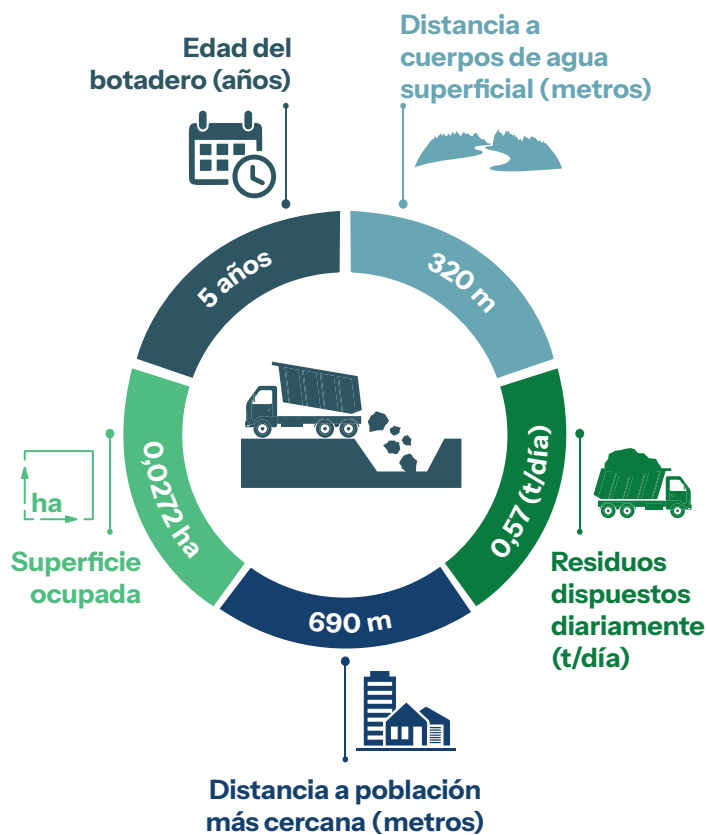 Edad del
botadero (años)
Distancia a
cuerpos de agua
superficial (metros)
5 años
320 m
0,0272 ha
0,57 (t/día)
690 m
ha
Superficie
ocupada
Residuos
dispuestos
diariamente
(t/día)
Distancia a población
más cercana (metros)